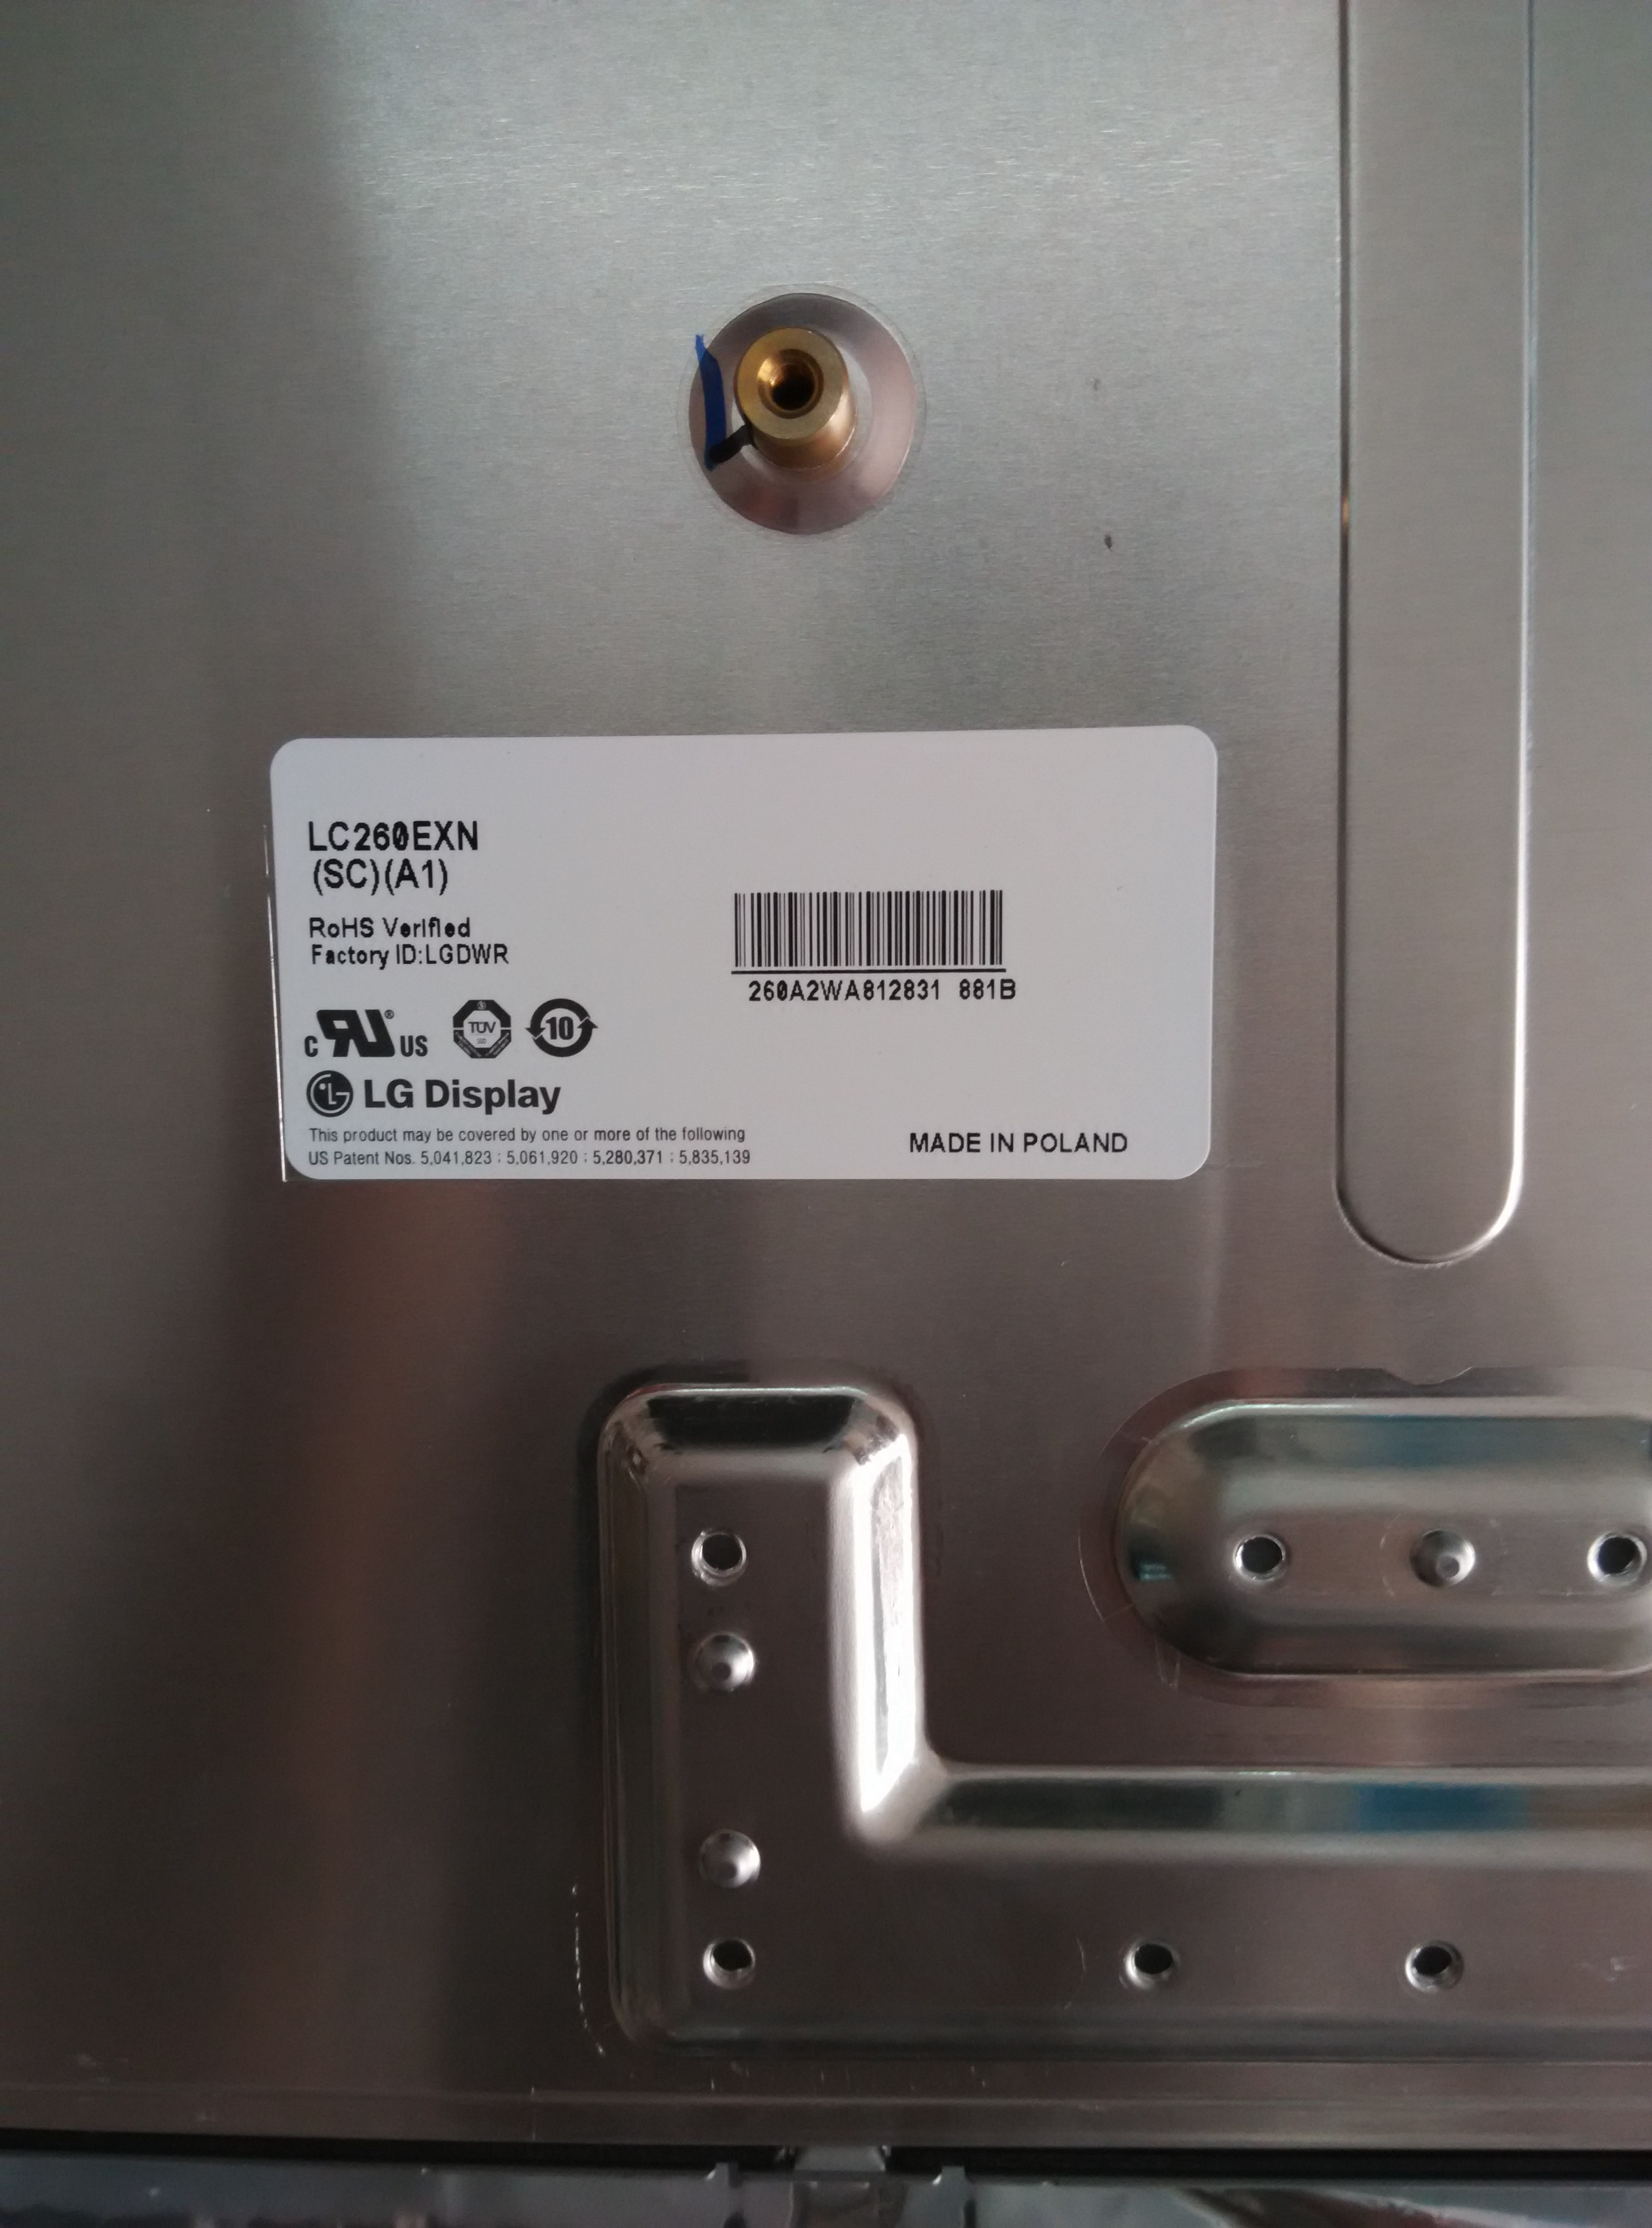 LC260EXN
(SC)(A1)
RoHS Verified
Factory ID:LGDWR
260A2WA812831 881B
c RU ® US
TÜV
10
LG Display
This product may be covered by one or more of the following
US Patent Nos. 5,041,823 : 5,061,920 : 5,280,371 : 5,835,139
MADE IN POLAND